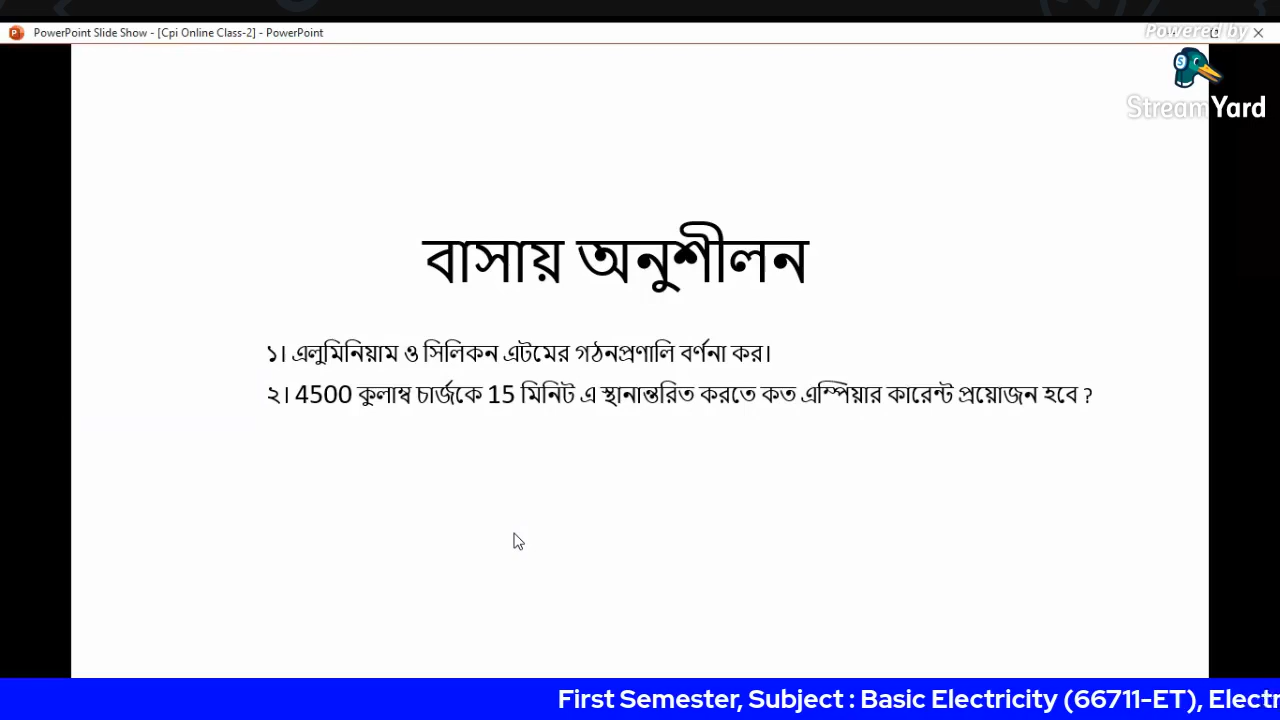 PowerPoint Slide Show - [Cpi Online Class-2] - PowerPoint
Powered by
StreamYard
বাসায় অনুশীলন
১। এলুমিনিয়াম ও সিলিকন এটমের গঠনপ্রণালি বর্ণনা কর।
২। 4500 কুলাম্ব চার্জকে 15 মিনিট এ স্থানান্তরিত করতে কত এম্পিয়ার কারেন্ট প্রয়োজন হবে ?
First Semester, Subject : Basic Electricity (66711-ET), Electr